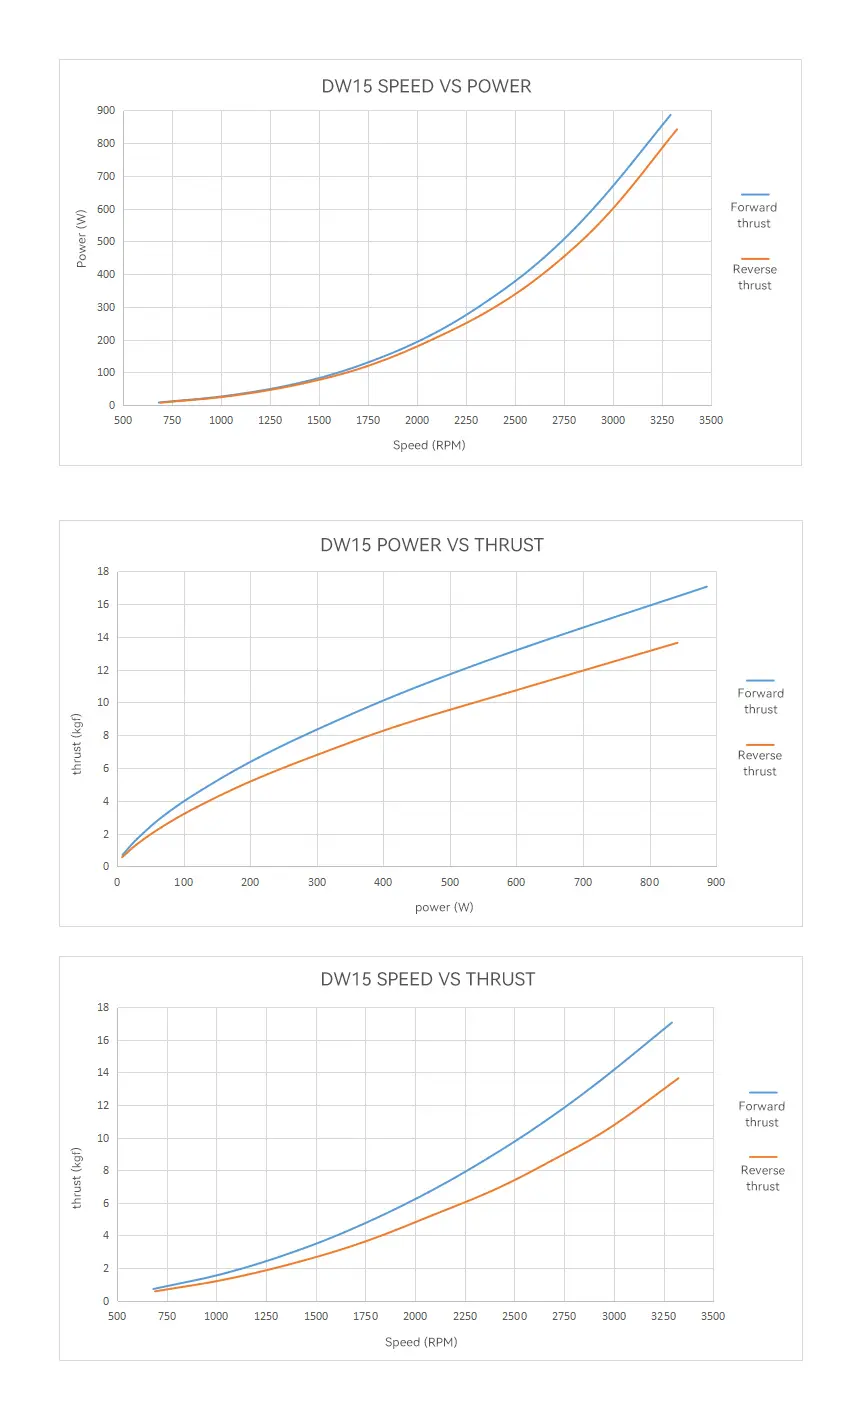 DW15 SPEED VS POWER
900
800
700
600
500
400
300
200
100
0
Power (W)
500 750 1000 1250 1500 1750 2000 2250 2500 2750 3000 3250 3500
Speed (RPM)
Forward
thrust
Reverse
thrust
DW15 POWER VS THRUST
18
16
14
12
10
8
6
4
2
0
thrust (kgf)
0 100 200 300 400 500 600 700 800 900
power (W)
Forward
thrust
Reverse
thrust
DW15 SPEED VS THRUST
18
16
14
12
10
8
6
4
2
0
thrust (kgf)
500 750 1000 1250 1500 1750 2000 2250 2500 2750 3000 3250 3500
Speed (RPM)
Forward
thrust
Reverse
thrust